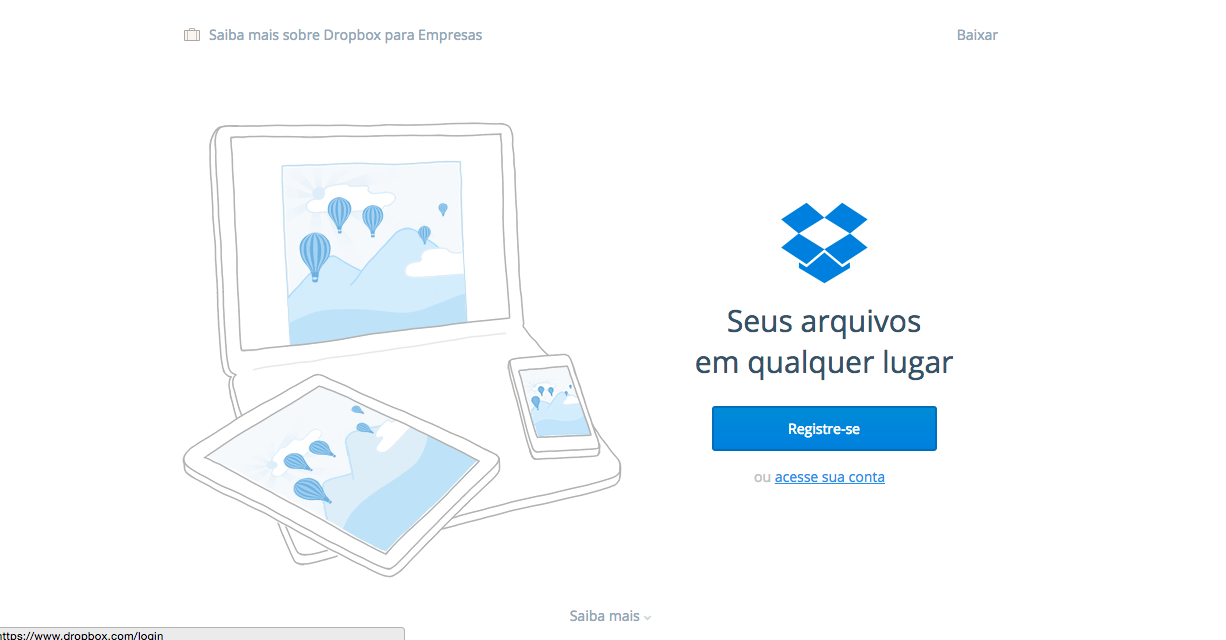 Saiba mais sobre Dropbox para Empresas
Baixar
Seus arquivos
em qualquer lugar
Registre-se
ou acesse sua conta
Saiba mais
https://www.dropbox.com/login